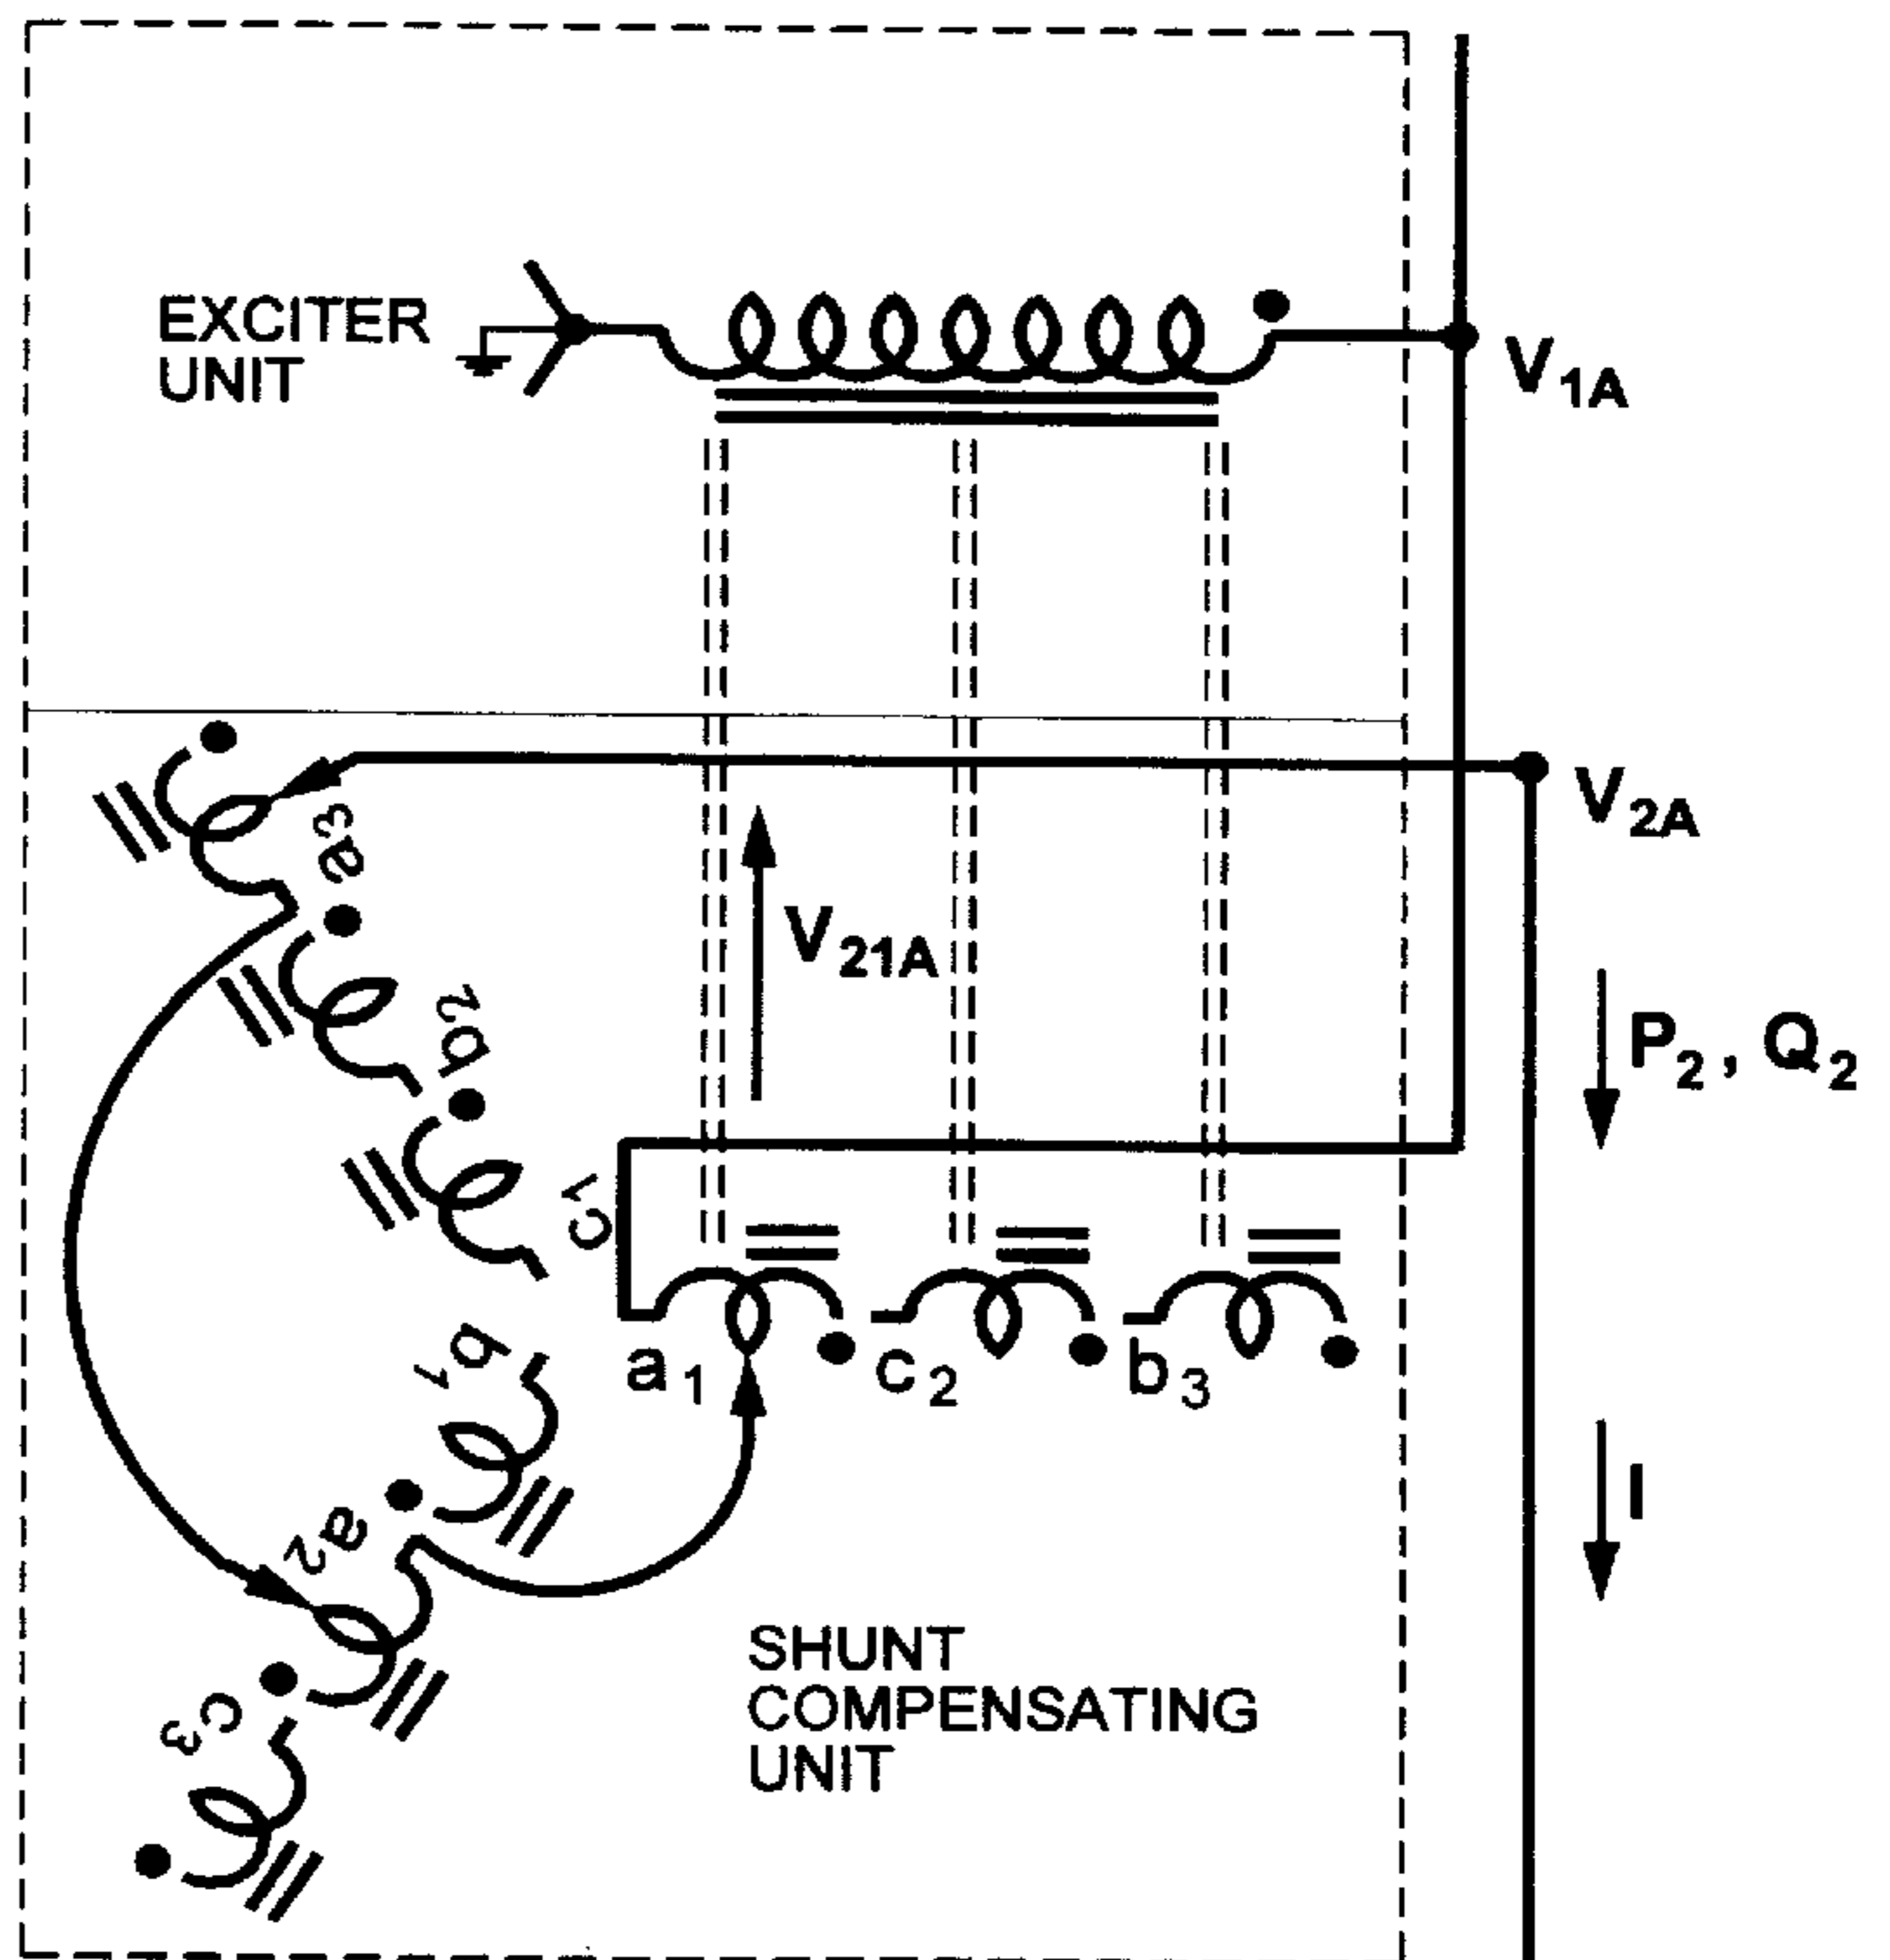 EXCITER
UNIT
V1A
V2A
a3
V21A
b2
P2, Q2
c1
b1
a1
c2
b3
a2
I
SHUNT
COMPENSATING
UNIT
c3